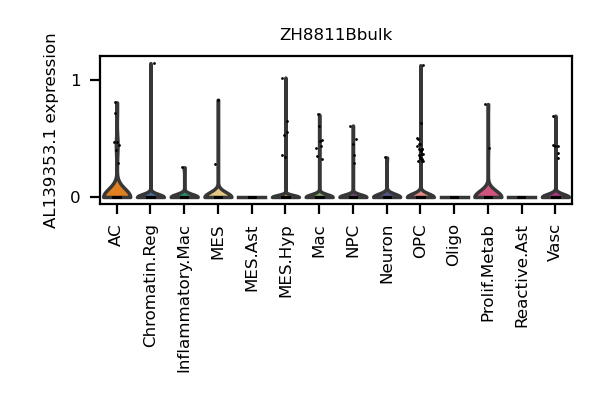 ZH8811Bbulk
AL139353.1 expression
1
0
AC
Chromatin.Reg
Inflammatory.Mac
MES
MES.Ast
MES.Hyp
Mac
NPC
Neuron
OPC
Oligo
Prolif.Metab
Reactive.Ast
Vasc